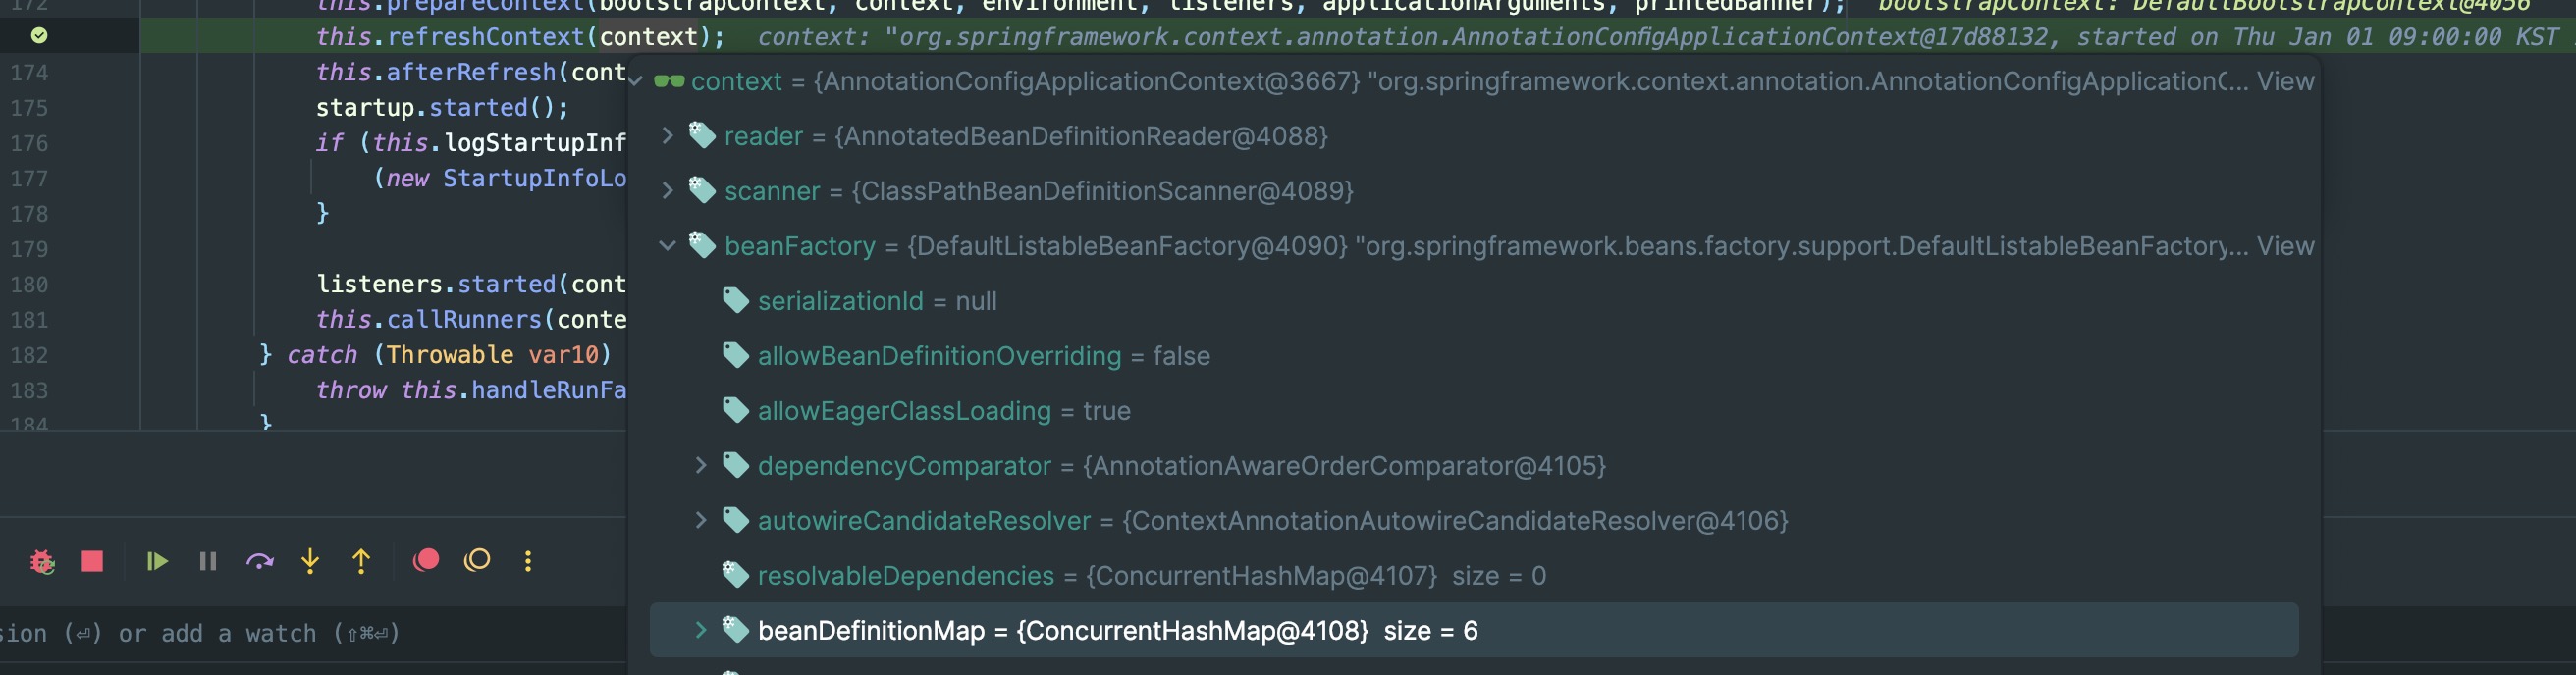 172 this.prepareContext(bootstrapContext, context, environment, listeners, applicationArguments, printedBanner); bootstrapContext: DefaultBootstrapContext@4056
this.refreshContext(context); context: "org.springframework.context.annotation.AnnotationConfigApplicationContext@17d88132, started on Thu Jan 01 09:00:00 KST
174 this.afterRefresh(cont
context = {AnnotationConfigApplicationContext@3667} "org.springframework.context.annotation.AnnotationConfigApplicationC... View
175 startup.started();
reader = {AnnotatedBeanDefinitionReader@4088}
176 if (this.logStartupInf
177 (new StartupInfoLo
scanner = {ClassPathBeanDefinitionScanner@4089}
178 }
179
beanFactory = {DefaultListableBeanFactory@4090} "org.springframework.beans.factory.support.DefaultListableBeanFactory... View
180 listeners.started(cont
serializationId = null
181 this.callRunners(conte
182 } catch (Throwable var10)
allowBeanDefinitionOverriding = false
183 throw this.handleRunFa
allowEagerClassLoading = true
184 }
dependencyComparator = {AnnotationAwareOrderComparator@4105}
autowireCandidateResolver = {ContextAnnotationAutowireCandidateResolver@4106}
resolvableDependencies = {ConcurrentHashMap@4107} size = 0
beanDefinitionMap = {ConcurrentHashMap@4108} size = 6
sion (⏎) or add a watch (⇧⌘⏎)